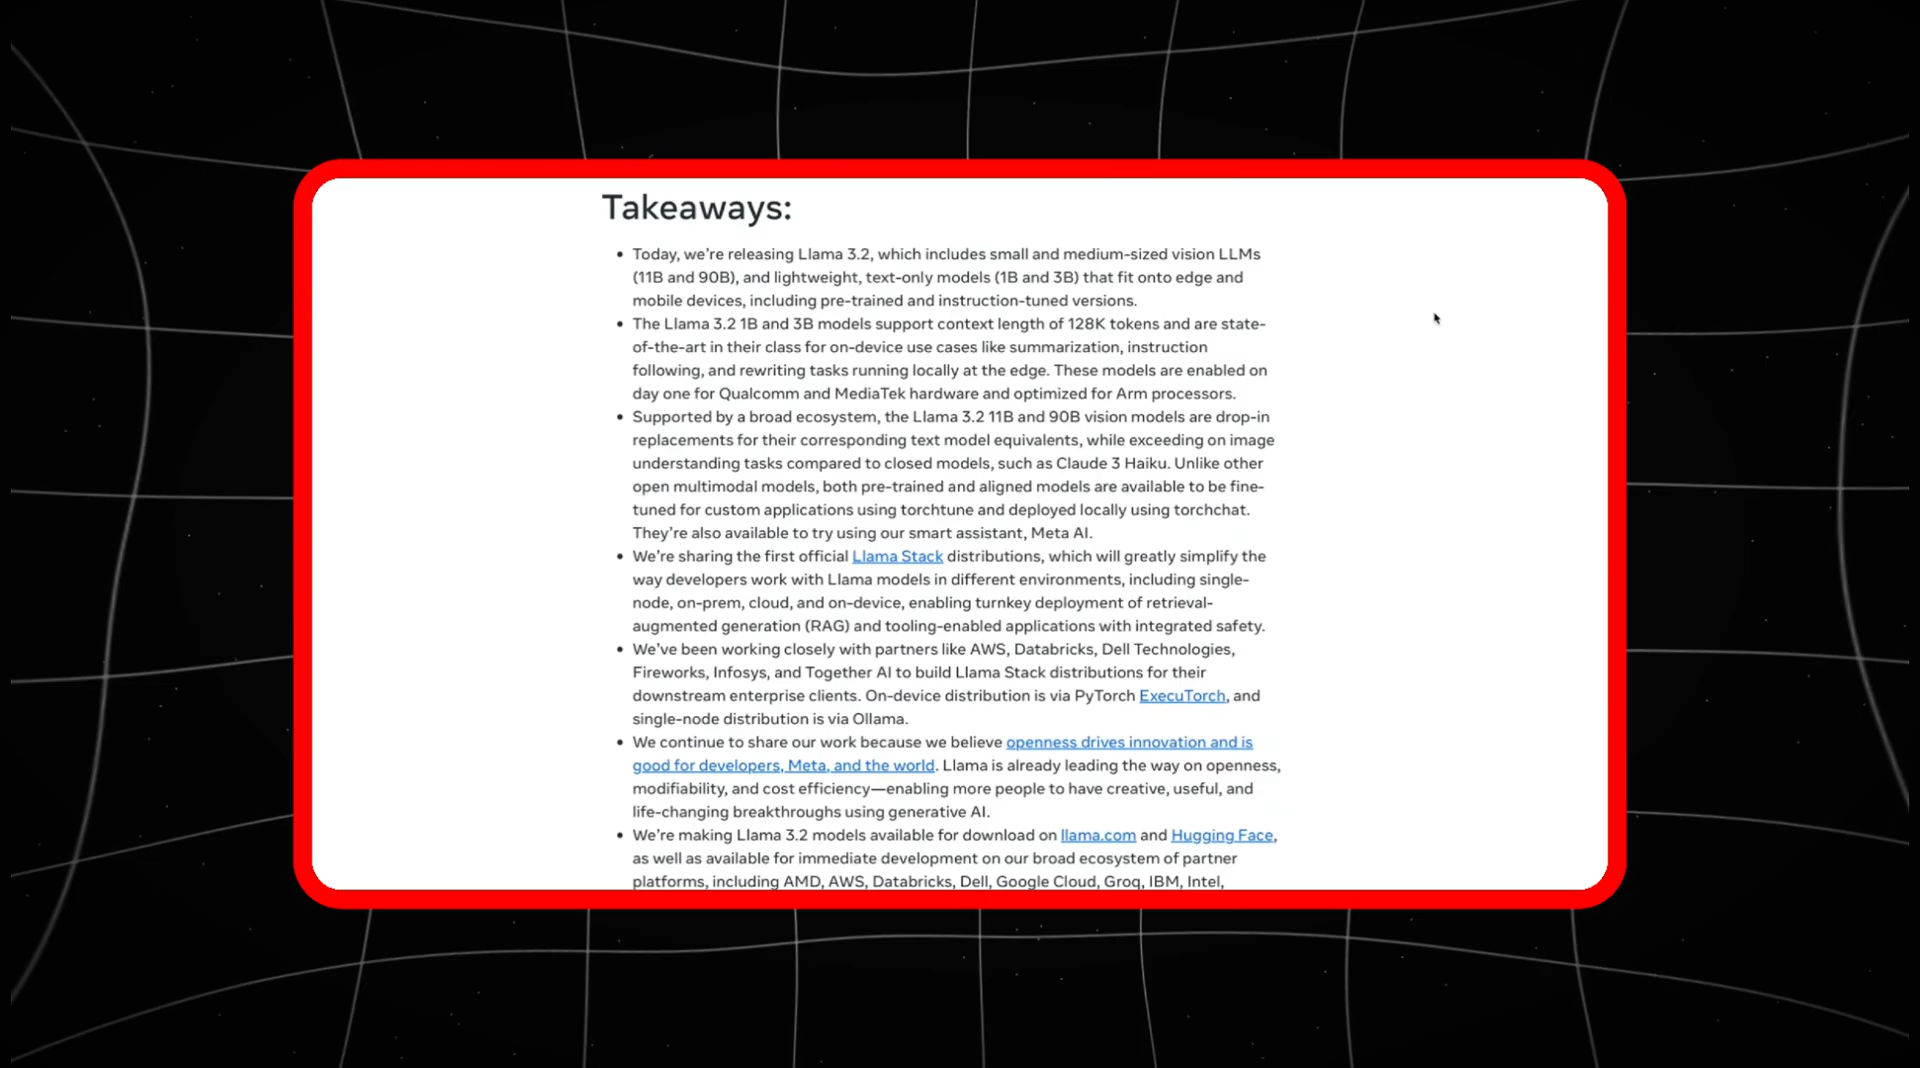 Takeaways:
• Today, we’re releasing Llama 3.2, which includes small and medium-sized vision LLMs
(11B and 90B), and lightweight, text-only models (1B and 3B) that fit onto edge and
mobile devices, including pre-trained and instruction-tuned versions.
• The Llama 3.2 1B and 3B models support context length of 128K tokens and are state-
of-the-art in their class for on-device use cases like summarization, instruction
following, and rewriting tasks running locally at the edge. These models are enabled on
day one for Qualcomm and MediaTek hardware and optimized for Arm processors.
• Supported by a broad ecosystem, the Llama 3.2 11B and 90B vision models are drop-in
replacements for their corresponding text model equivalents, while exceeding on image
understanding tasks compared to closed models, such as Claude 3 Haiku. Unlike other
open multimodal models, both pre-trained and aligned models are available to be fine-
tuned for custom applications using torchtune and deployed locally using torchchat.
They’re also available to try using our smart assistant, Meta AI.
• We’re sharing the first official Llama Stack distributions, which will greatly simplify the
way developers work with Llama models in different environments, including single-
node, on-prem, cloud, and on-device, enabling turnkey deployment of retrieval-
augmented generation (RAG) and tooling-enabled applications with integrated safety.
• We’ve been working closely with partners like AWS, Databricks, Dell Technologies,
Fireworks, Infosys, and Together AI to build Llama Stack distributions for their
downstream enterprise clients. On-device distribution is via PyTorch ExecuTorch, and
single-node distribution is via Ollama.
• We continue to share our work because we believe openness drives innovation and is
good for developers, Meta, and the world. Llama is already leading the way on openness,
modifiability, and cost efficiency—enabling more people to have creative, useful, and
life-changing breakthroughs using generative AI.
• We’re making Llama 3.2 models available for download on llama.com and Hugging Face,
as well as available for immediate development on our broad ecosystem of partner
platforms, including AMD, AWS, Databricks, Dell, Google Cloud, Groq, IBM, Intel,